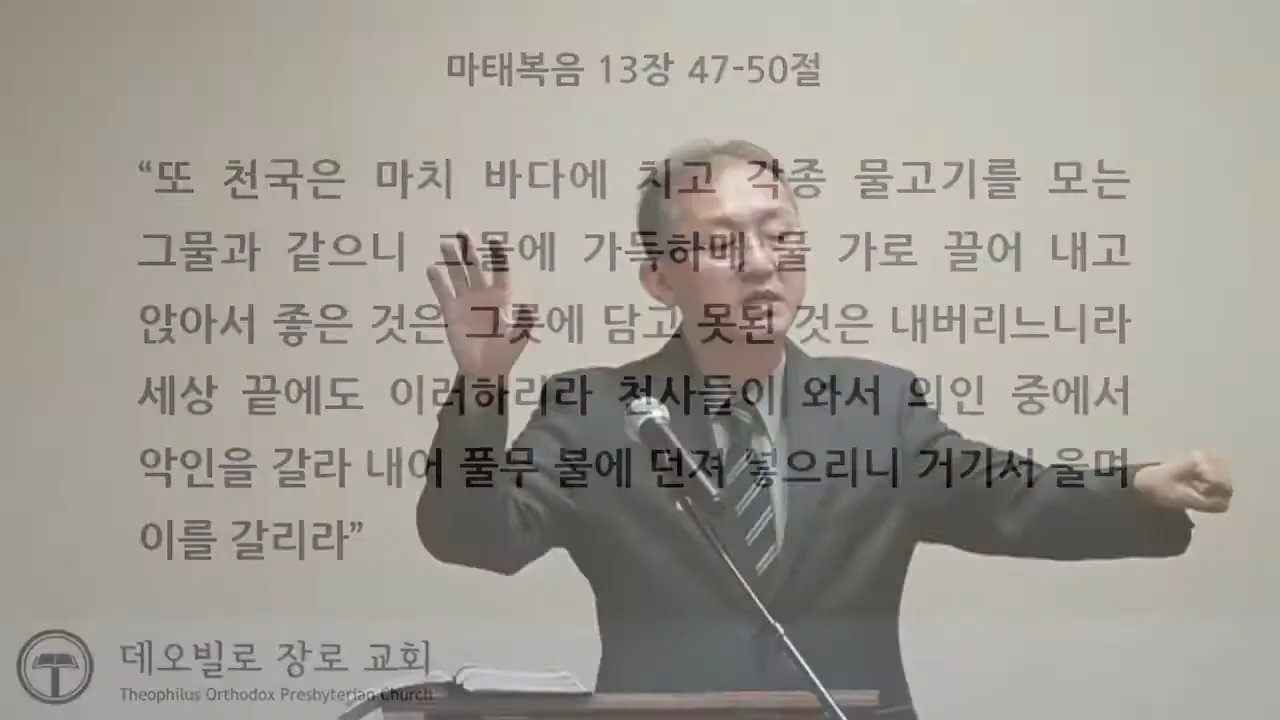 마태복음 13장 47-50절
“또 천국은 마치 바다에 치고 각종 물고기를 모는
그물과 같으니 그물에 가득하매 물 가로 끌어 내고
앉아서 좋은 것은 그릇에 담고 못된 것은 내버리느니라
세상 끝에도 이러하리라 천사들이 와서 의인 중에서
악인을 갈라 내어 풀무 불에 던져 넣으리니 거기서 울며
이를 갈리라”
데오빌로 장로 교회
Theophilus Orthodox Presbyterian Church